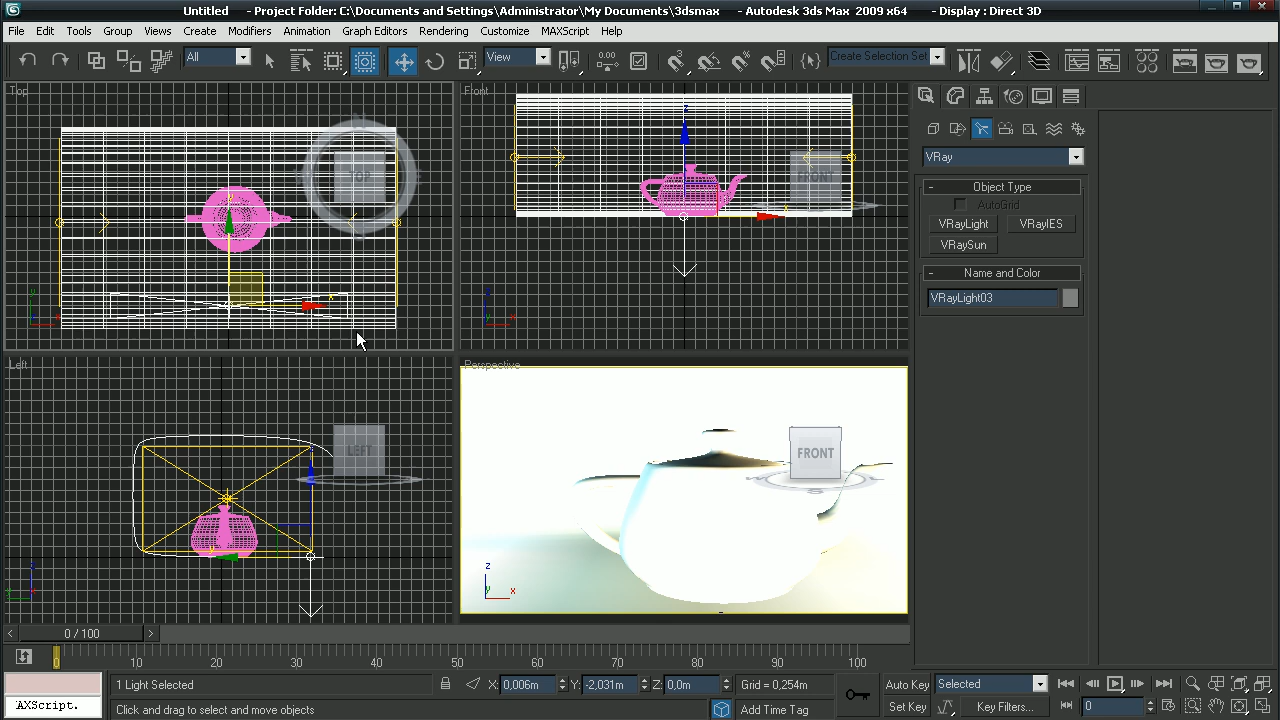 Untitled - Project Folder: C:\Documents and Settings\Administrator\My Documents\3dsmax - Autodesk 3ds Max 2009 x64 - Display : Direct 3D
File Edit Tools Group Views Create Modifiers Animation Graph Editors Rendering Customize MAXScript Help
All View Create Selection Set
Top
TOP
Front
FRONT
VRay
- Object Type
AutoGrid
VRayLight VRayIES
VRaySun
- Name and Color
VRayLight03
Left
LEFT
Perspective
FRONT
z
x
< 0 / 100 >
0 10 20 30 40 50 60 70 80 90 100
1 Light Selected X: 0,006m Y: -2,031m Z: 0,0m Grid = 0,254m Auto Key Selected
AXScript. Click and drag to select and move objects Add Time Tag Set Key Key Filters... 0